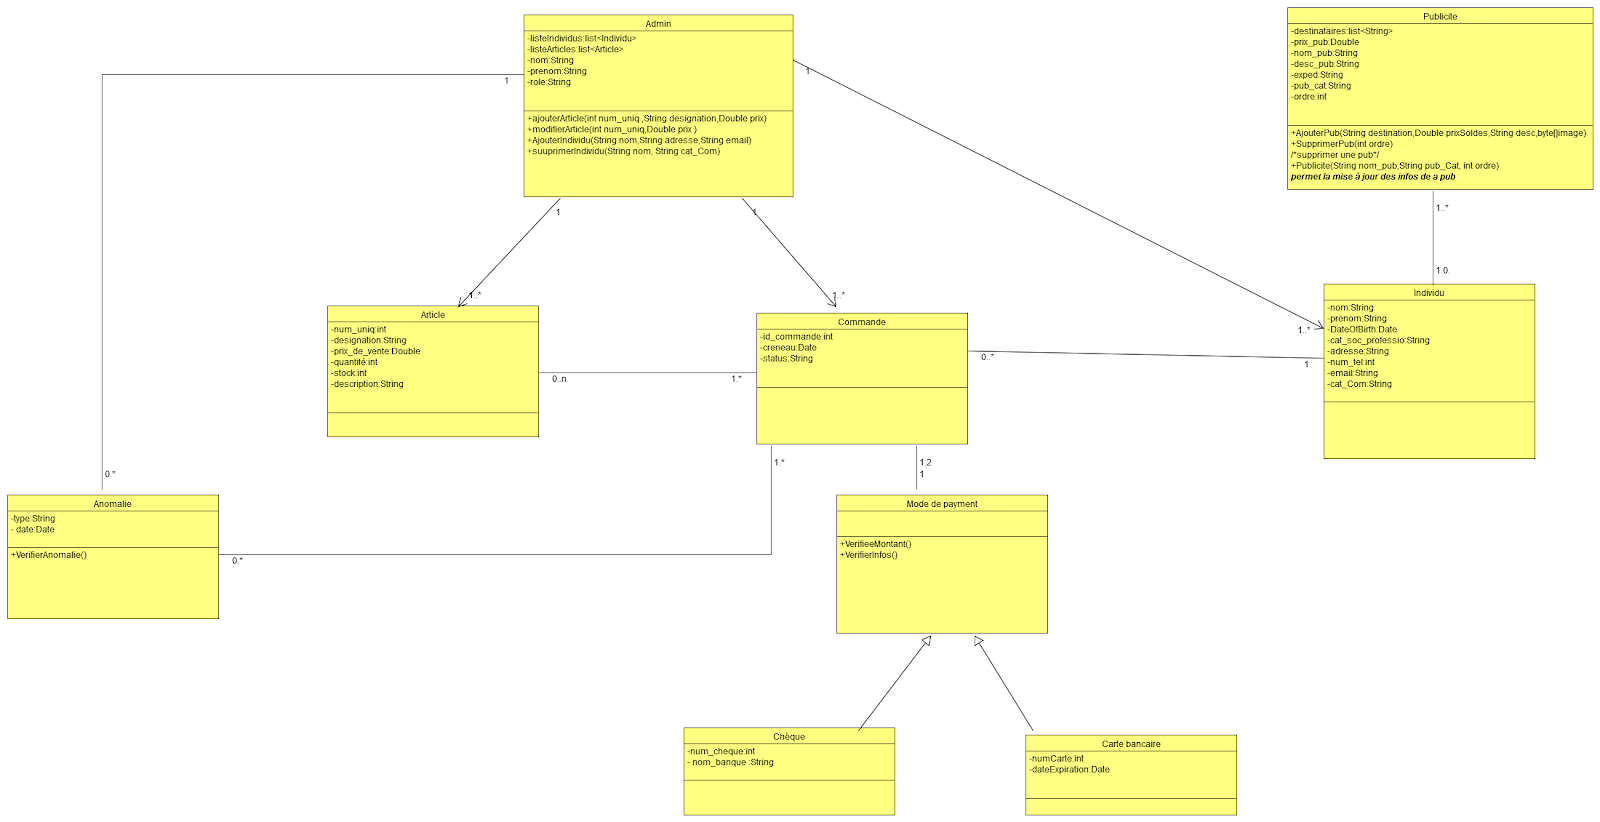 Admin
-listeIndividus:list<Individu>
-listeArticles:list<Article>
-nom:String
-prenom:String
-role:String
+ajouterArticle(int num_uniq ,String designation,Double prix)
+modifierArticle(int num_uniq,Double prix )
+AjouterIndividu(String nom,String adresse,String email)
+suuprimerIndividu(String nom, String cat_Com)
Publicite
-destinataires:list<String>
-prix_pub:Double
-nom_pub:String
-desc_pub:String
-exped:String
-pub_cat:String
-ordre:int
+AjouterPub(String destination,Double prixSoldes,String desc,byte[]image)
+SupprimerPub(int ordre)
/*supprimer une pub*/
+Publicite(String nom_pub,String pub_Cat, int ordre)
permet la mise à jour des infos de a pub
1
1
1
1
1..*
1.0.
1..*
1..*
1..*
Article
-num_uniq:int
-designation:String
-prix_de_vente:Double
-quantité:int
-stock:int
-description:String
Commande
-id_commande:int
-creneau:Date
-status:String
Individu
-nom:String
-prenom:String
-DateOfBirth:Date
-cat_soc_professio:String
-adresse:String
-num_tel:int
-email:String
-cat_Com:String
0..*
1
0..n
1..*
0.*
1.*
1.2
1
Anomalie
-type:String
- date:Date
+VerifierAnomalie()
0.*
Mode de payment
+VerifieeMontant()
+VerifierInfos()
Chèque
-num_cheque:int
- nom_banque :String
Carte bancaire
-numCarte:int
-dateExpiration:Date